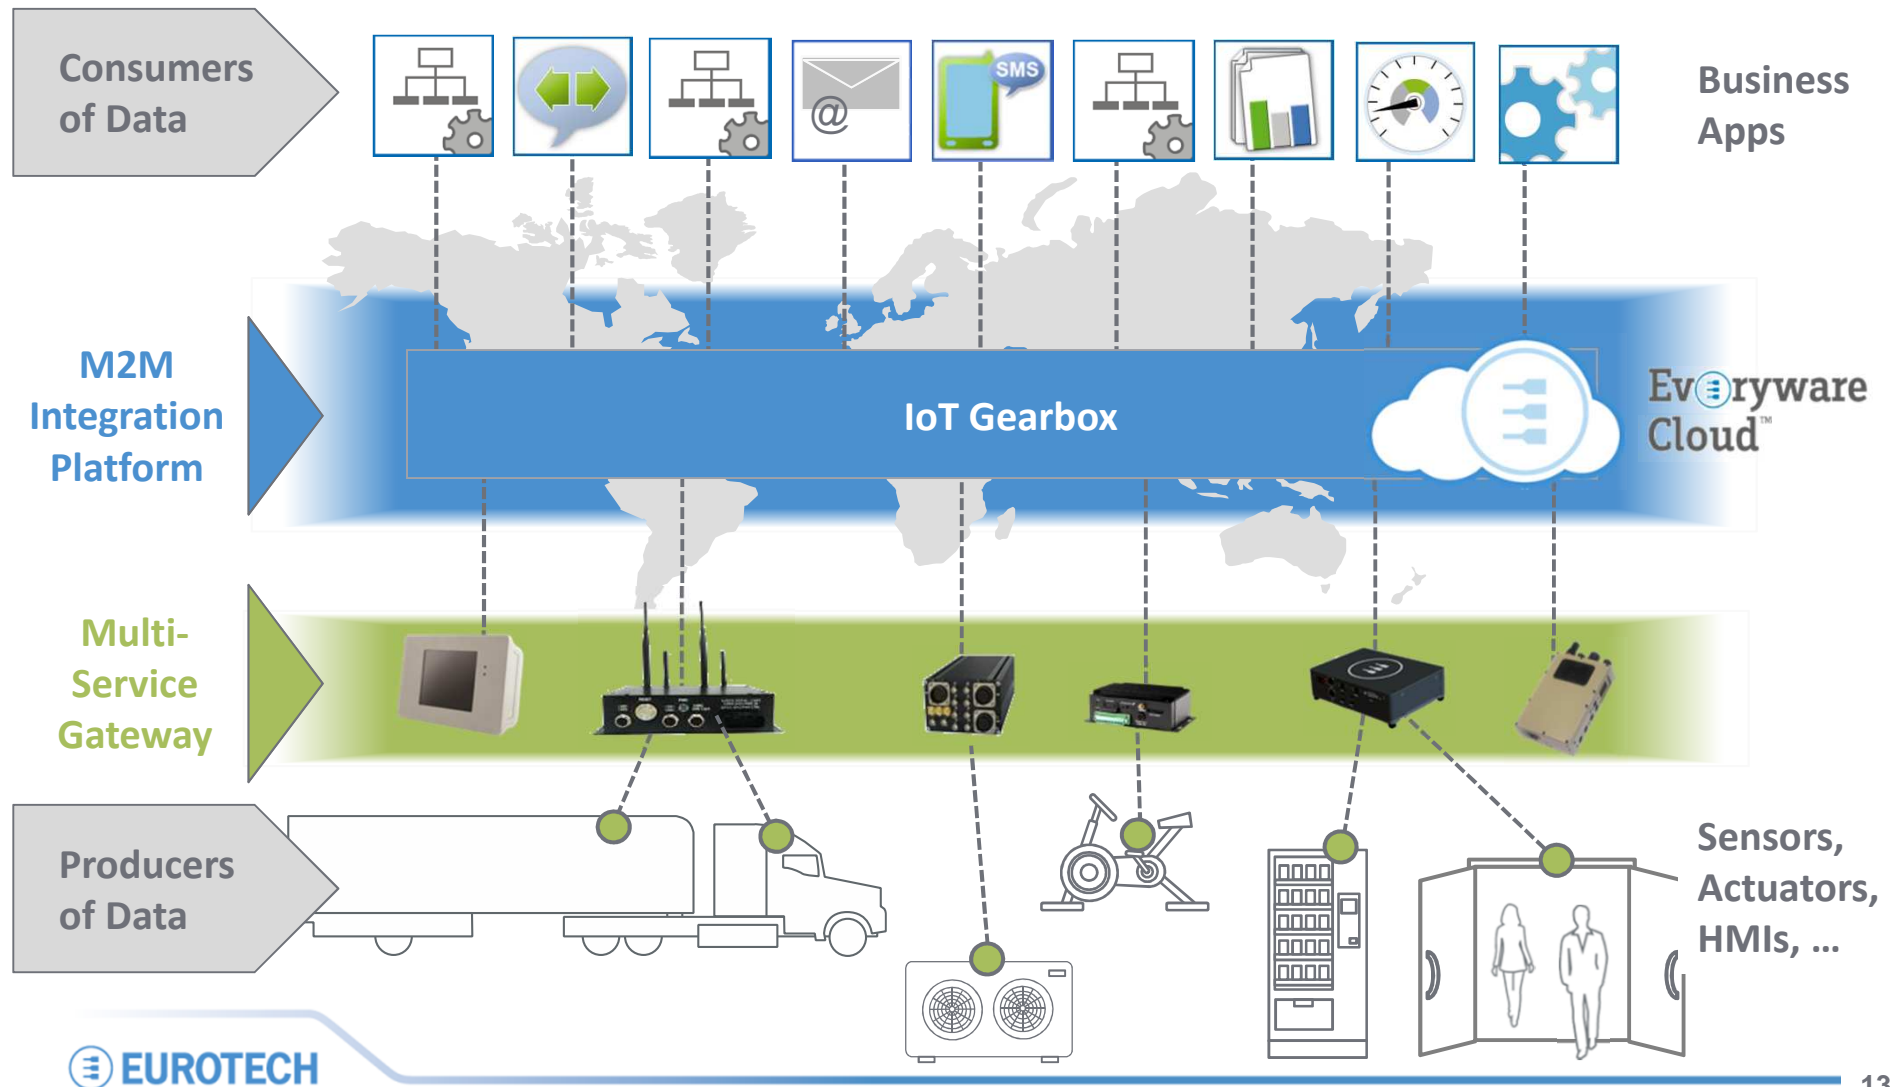 Consumers
of Data
@
SMS
Business
Apps
M2M
Integration
Platform
IoT Gearbox
Everyware
Cloud™
Multi-
Service
Gateway
Producers
of Data
Sensors,
Actuators,
HMIs, ...
EUROTECH
13